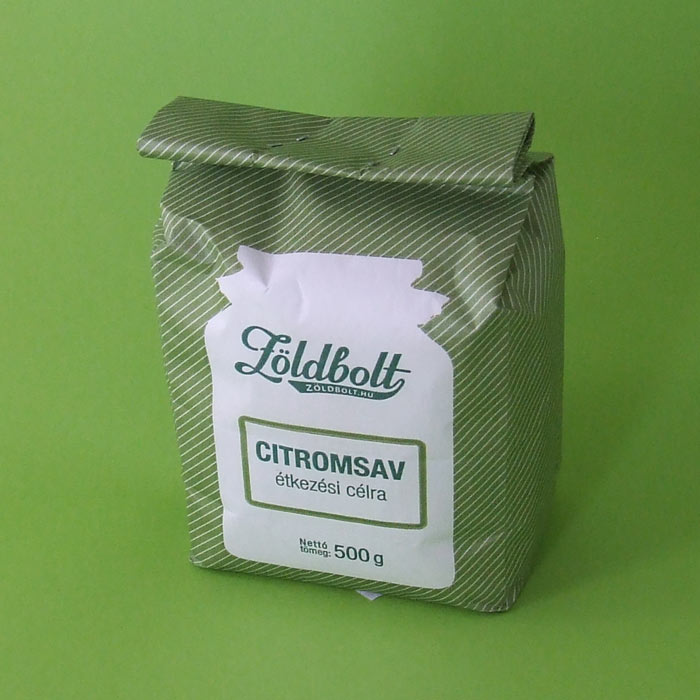 Zöldbolt
ZÖLDBOLT.HU
CITROMSAV
étkezési célra
Nettó
tömeg: 500 g